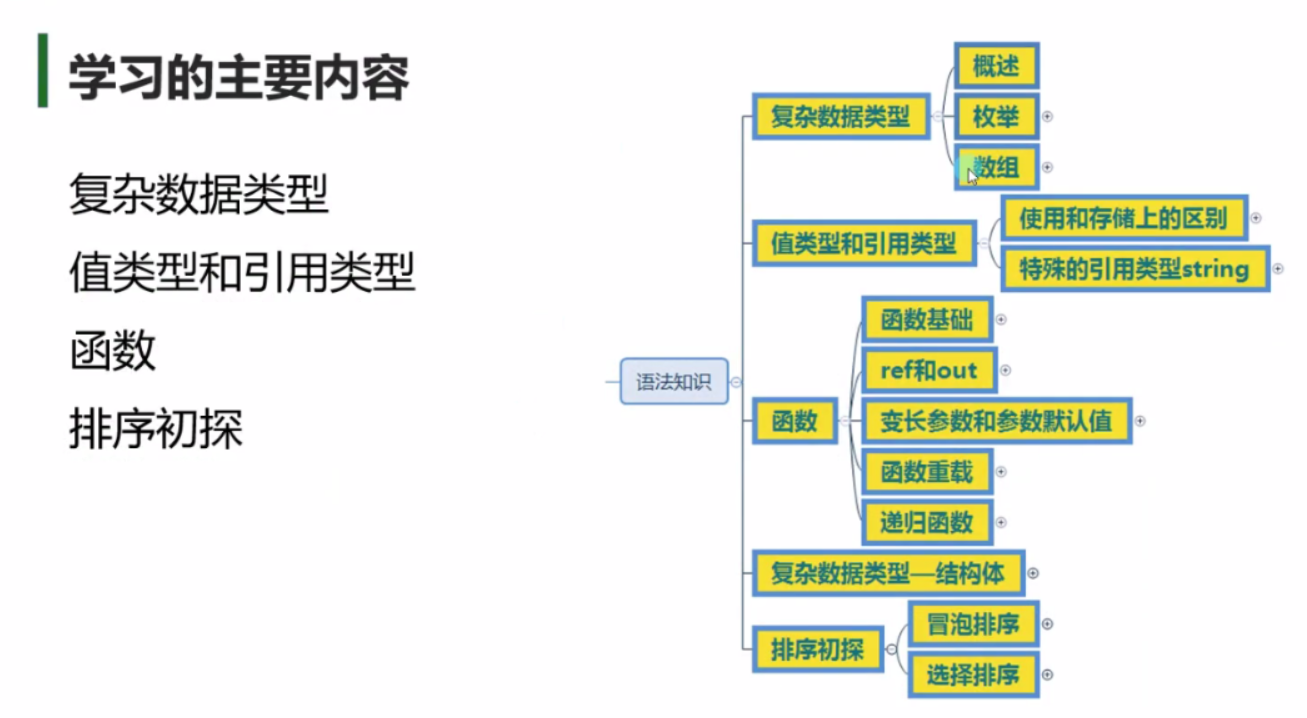 学习的主要内容
复杂数据类型
值类型和引用类型
函数
排序初探
语法知识
复杂数据类型
概述
枚举
数组
值类型和引用类型
使用和存储上的区别
特殊的引用类型string
函数
函数基础
ref和out
变长参数和参数默认值
函数重载
递归函数
复杂数据类型—结构体
排序初探
冒泡排序
选择排序